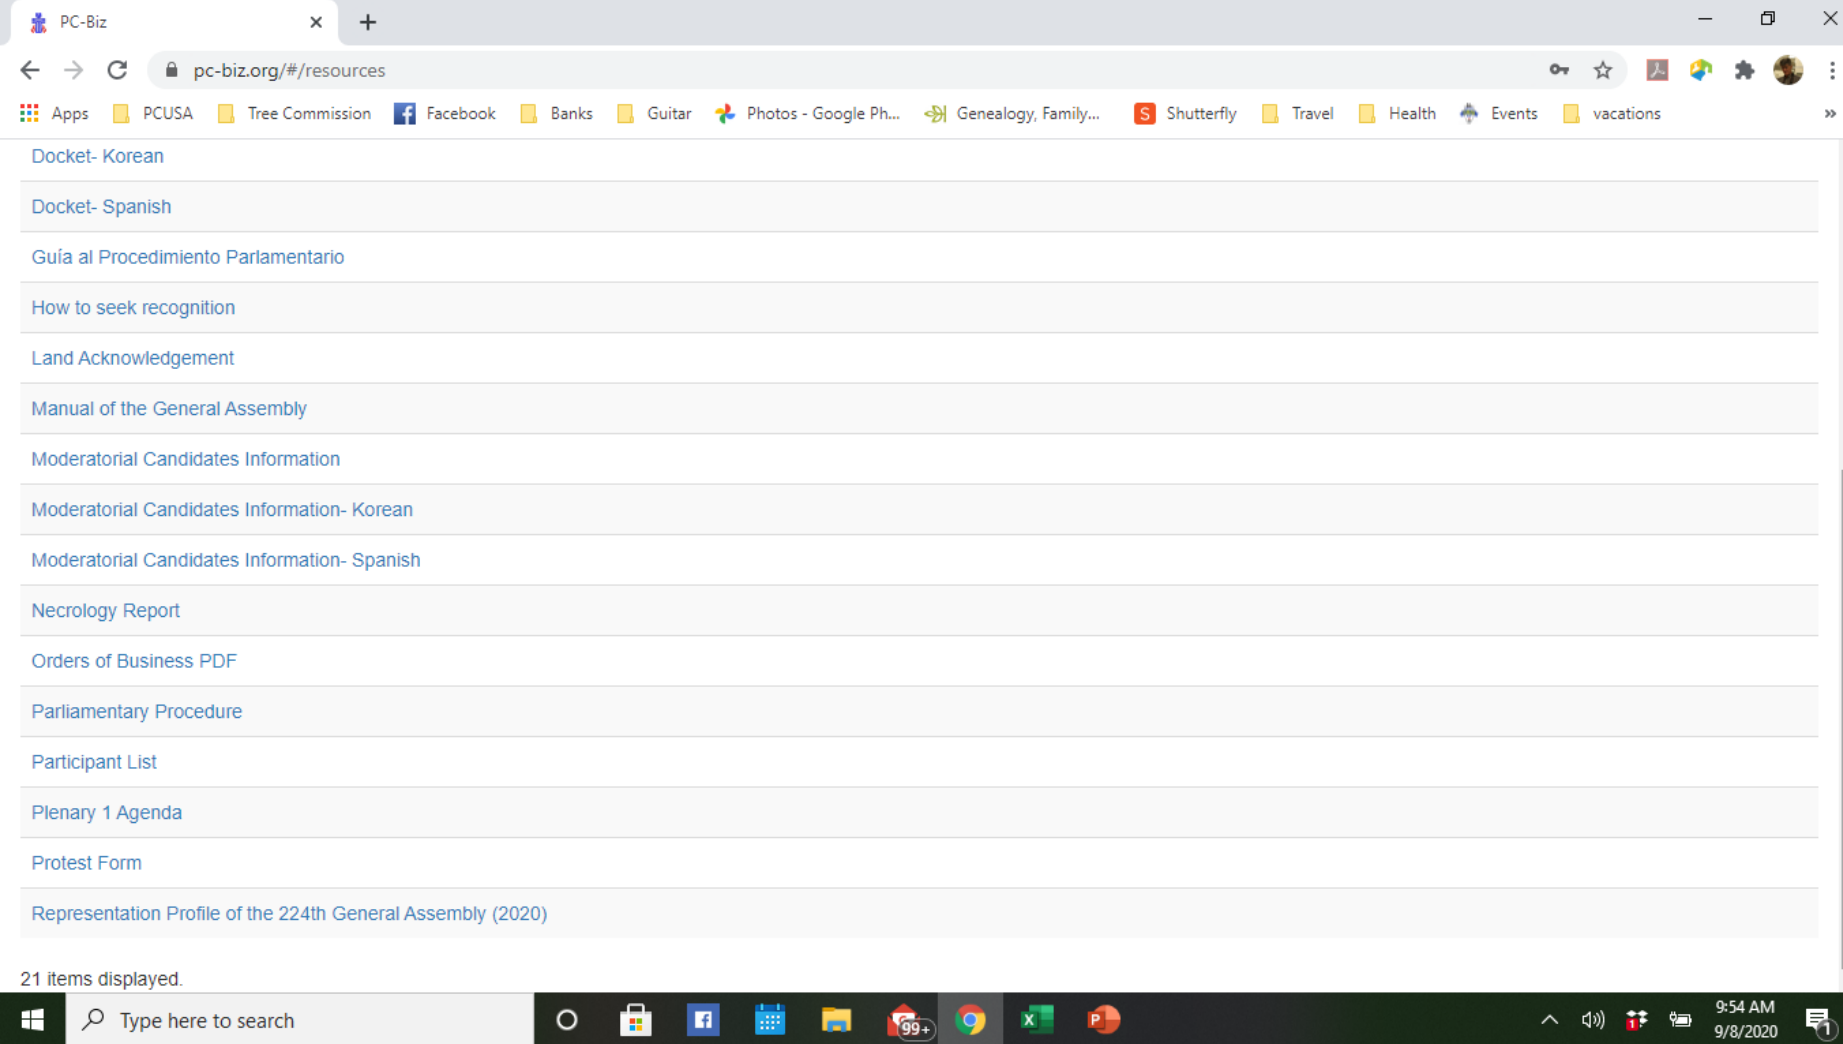 PC-Biz
pc-biz.org/#/resources
Apps PCUSA Tree Commission Facebook Banks Guitar Photos - Google Ph... Genealogy, Family... Shutterfly Travel Health Events vacations »
Docket- Korean
Docket- Spanish
Guía al Procedimiento Parlamentario
How to seek recognition
Land Acknowledgement
Manual of the General Assembly
Moderatorial Candidates Information
Moderatorial Candidates Information- Korean
Moderatorial Candidates Information- Spanish
Necrology Report
Orders of Business PDF
Parliamentary Procedure
Participant List
Plenary 1 Agenda
Protest Form
Representation Profile of the 224th General Assembly (2020)
21 items displayed.
Type here to search
99+
1
9:54 AM
9/8/2020
1